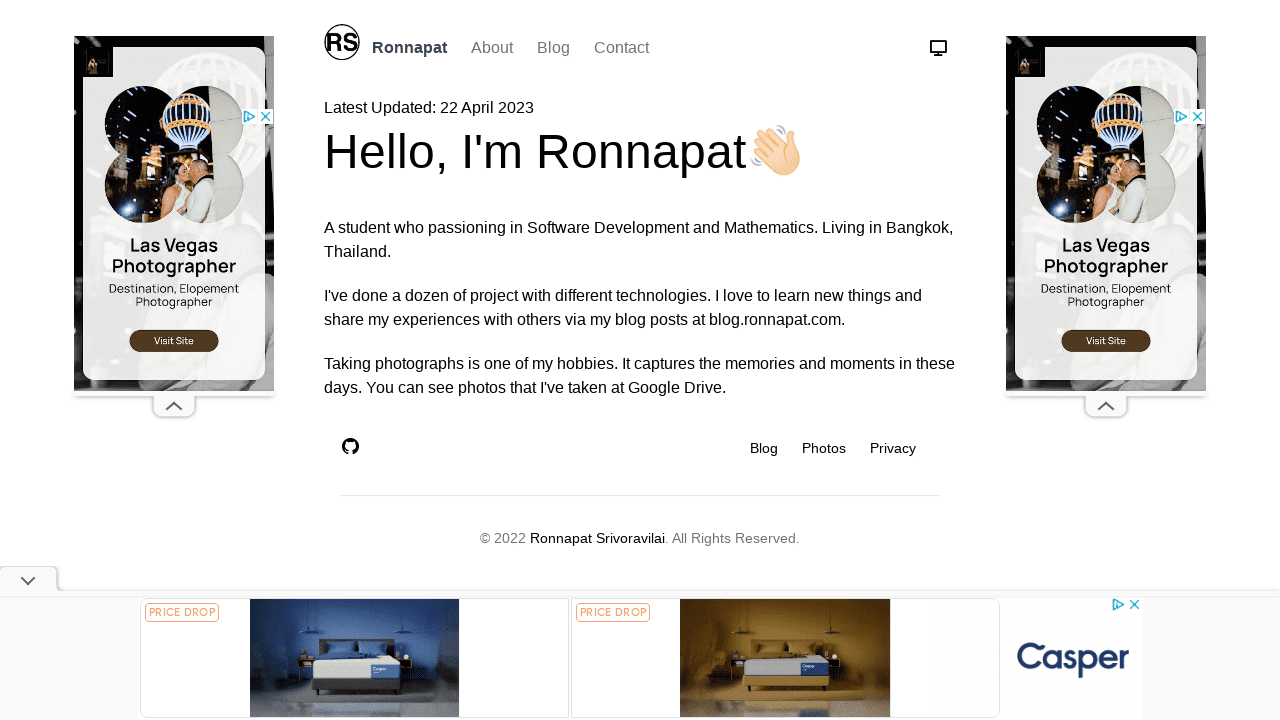 RS Ronnapat About Blog Contact
Latest Updated: 22 April 2023
Hello, I'm Ronnapat
A student who passioning in Software Development and Mathematics. Living in Bangkok,
Thailand.
I've done a dozen of project with different technologies. I love to learn new things and
share my experiences with others via my blog posts at blog.ronnapat.com.
Taking photographs is one of my hobbies. It captures the memories and moments in these
days. You can see photos that I've taken at Google Drive.
Blog Photos Privacy
© 2022 Ronnapat Srivoravilai. All Rights Reserved.
Las Vegas
Photographer
Destination, Elopement
Photographer
Visit Site
Las Vegas
Photographer
Destination, Elopement
Photographer
Visit Site
PRICE DROP
PRICE DROP
Casper